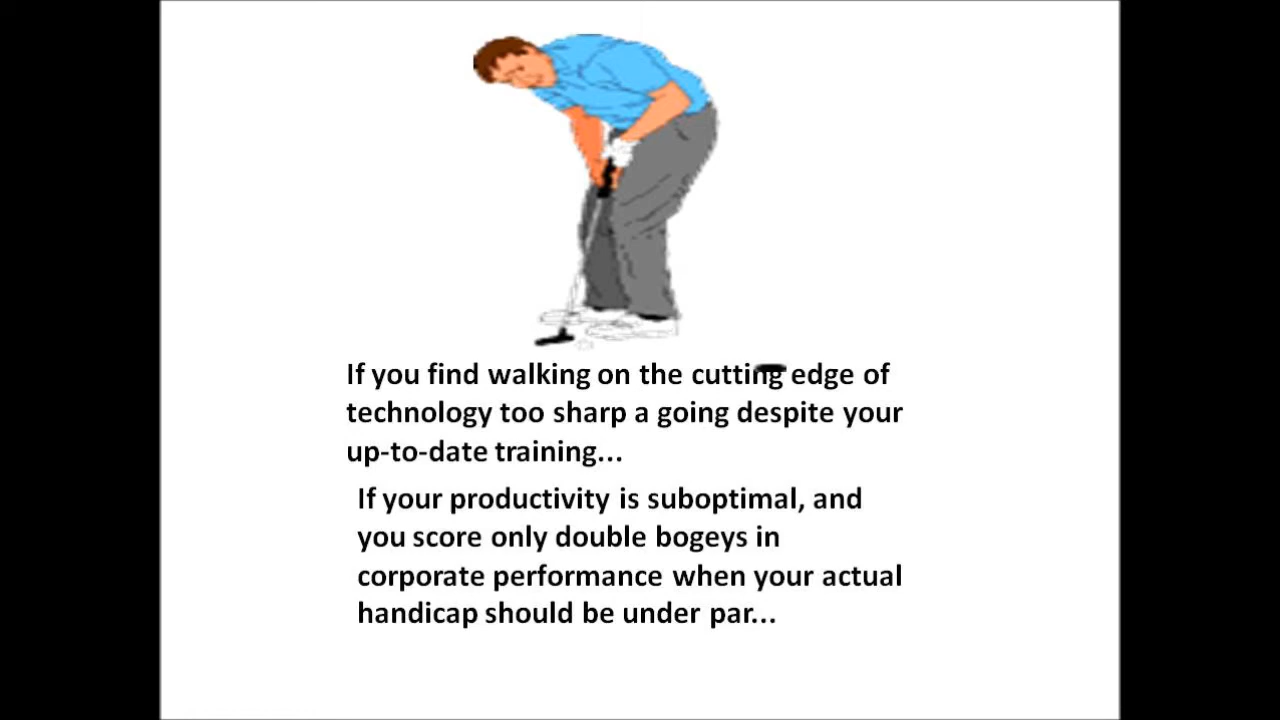 If you find walking on the cutting edge of
technology too sharp a going despite your
up-to-date training...
If your productivity is suboptimal, and
you score only double bogeys in
corporate performance when your actual
handicap should be under par...